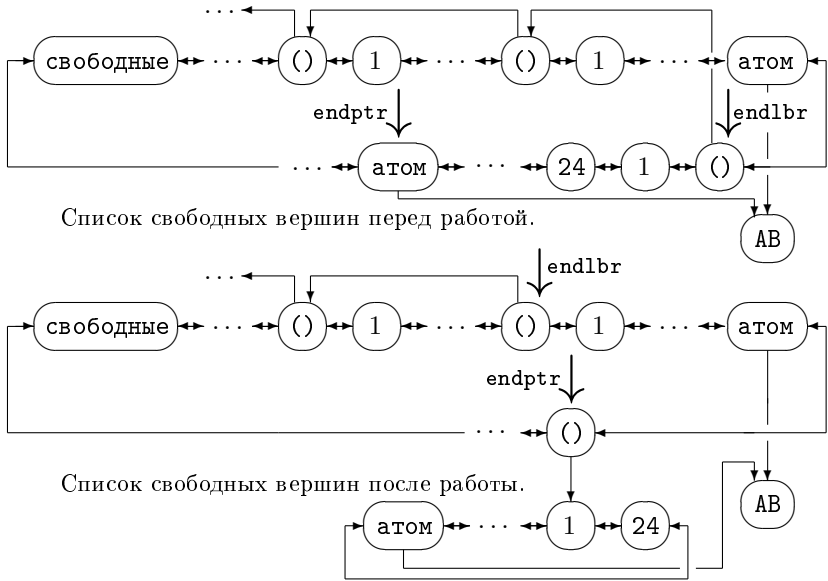 ...
свободные ... () 1 ... () 1 ... атом
endptr endlbr
... атом ... 24 1 ()
Список свободных вершин перед работой.
AB
endlbr
...
свободные ... () 1 ... () 1 ... атом
endptr
... ()
Список свободных вершин после работы.
AB
атом ... 1 24